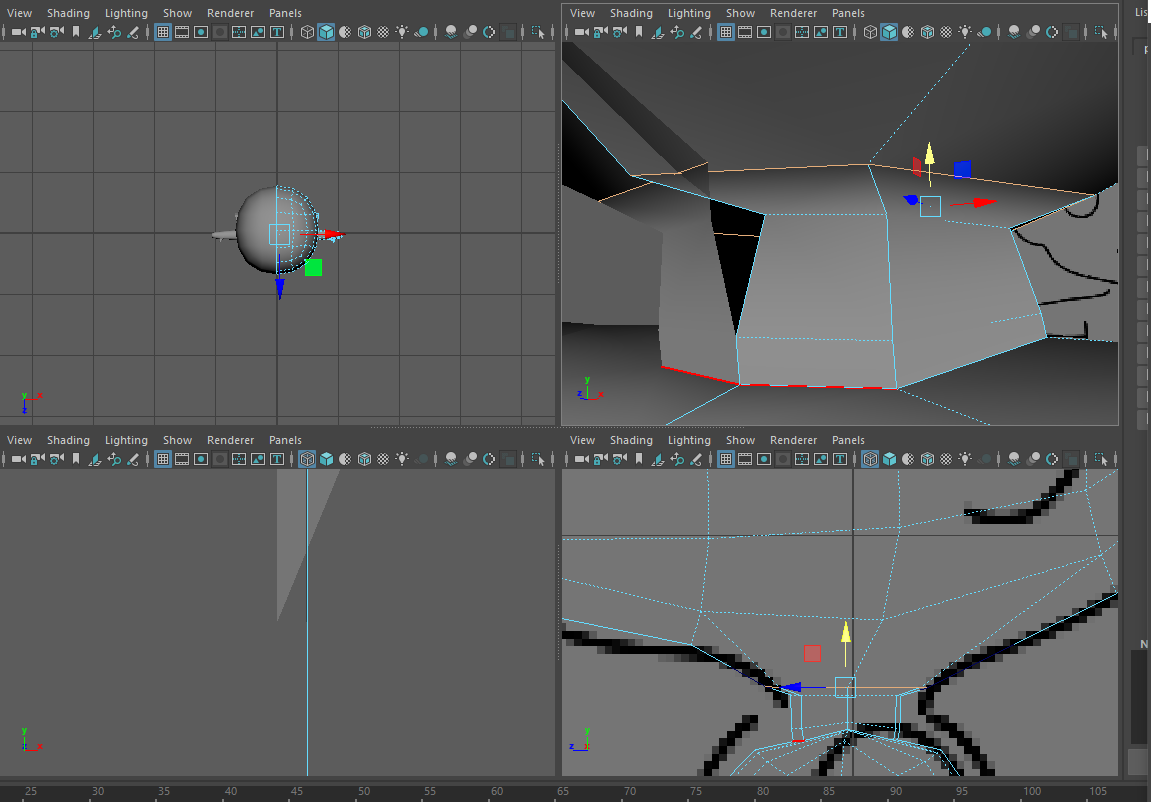 View Shading Lighting Show Renderer Panels
View Shading Lighting Show Renderer Panels
Lis
P
y x
z
y
z x
View Shading Lighting Show Renderer Panels
View Shading Lighting Show Renderer Panels
N
y
z x
y
z x
25 30 35 40 45 50 55 60 65 70 75 80 85 90 95 100 105